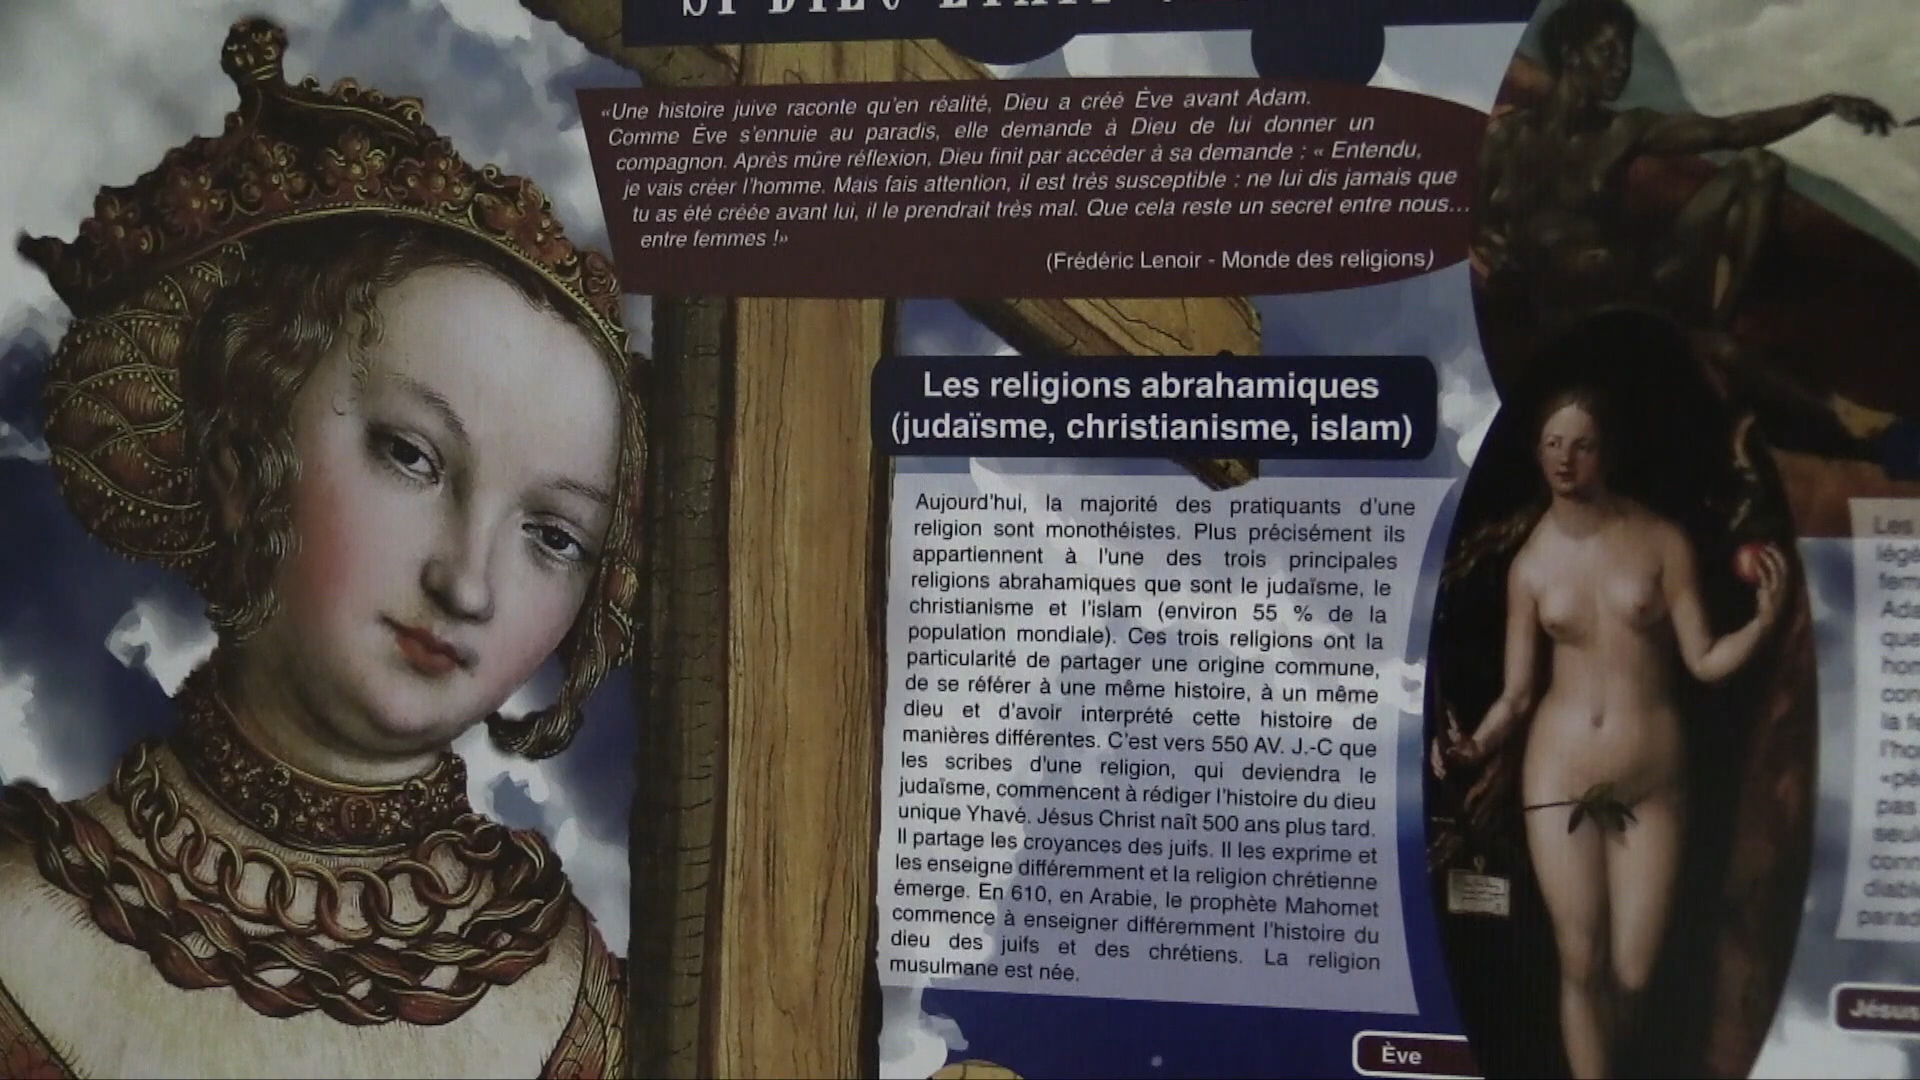 SI DIEU ÉTAIT
«Une histoire juive raconte qu'en réalité, Dieu a créé Ève avant Adam.
Comme Ève s'ennuie au paradis, elle demande à Dieu de lui donner un
compagnon. Après mûre réflexion, Dieu finit par accéder à sa demande : « Entendu,
je vais créer l'homme. Mais fais attention, il est très susceptible : ne lui dis jamais que
tu as été créée avant lui, il le prendrait très mal. Que cela reste un secret entre nous...
entre femmes !»
(Frédéric Lenoir - Monde des religions)
Les religions abrahamiques
(judaïsme, christianisme, islam)
Aujourd'hui, la majorité des pratiquants d'une
religion sont monothéistes. Plus précisément ils
appartiennent à l'une des trois principales
religions abrahamiques que sont le judaïsme, le
christianisme et l'islam (environ 55 % de la
population mondiale). Ces trois religions ont la
particularité de partager une origine commune,
de se référer à une même histoire, à un même
dieu et d'avoir interprété cette histoire de
manières différentes. C'est vers 550 AV. J.-C que
les scribes d'une religion, qui deviendra le
judaïsme, commencent à rédiger l'histoire du dieu
unique Yhavé. Jésus Christ naît 500 ans plus tard.
Il partage les croyances des juifs. Il les exprime et
les enseigne différemment et la religion chrétienne
émerge. En 610, en Arabie, le prophète Mahomet
commence à enseigner différemment l'histoire du
dieu des juifs et des chrétiens. La religion
musulmane est née.
Ève
Les
la
pas
Jésus